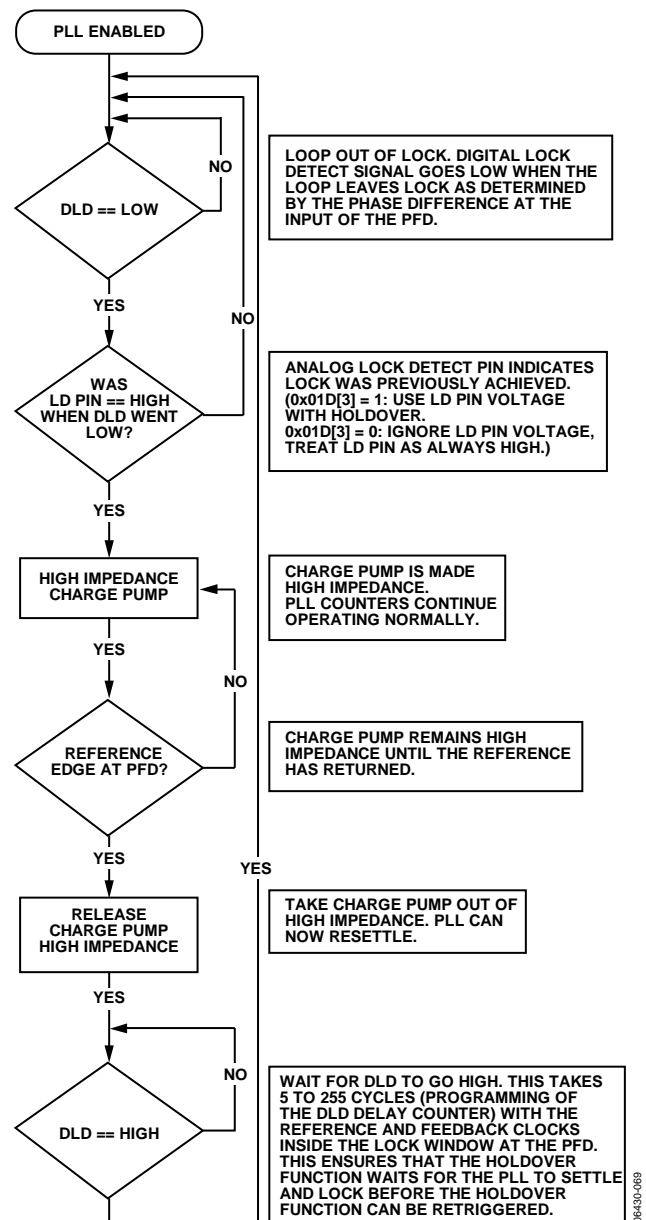 PLL ENABLED
NO
LOOP OUT OF LOCK. DIGITAL LOCK
DETECT SIGNAL GOES LOW WHEN THE
LOOP LEAVES LOCK AS DETERMINED
BY THE PHASE DIFFERENCE AT THE
INPUT OF THE PFD.
DLD == LOW
YES
NO
WAS
LD PIN == HIGH
WHEN DLD WENT
LOW?
ANALOG LOCK DETECT PIN INDICATES
LOCK WAS PREVIOUSLY ACHIEVED.
(0x01D[3] = 1: USE LD PIN VOLTAGE
WITH HOLDOVER.
0x01D[3] = 0: IGNORE LD PIN VOLTAGE,
TREAT LD PIN AS ALWAYS HIGH.)
YES
HIGH IMPEDANCE
CHARGE PUMP
CHARGE PUMP IS MADE
HIGH IMPEDANCE.
PLL COUNTERS CONTINUE
OPERATING NORMALLY.
YES
NO
REFERENCE
EDGE AT PFD?
CHARGE PUMP REMAINS HIGH
IMPEDANCE UNTIL THE REFERENCE
HAS RETURNED.
YES
YES
RELEASE
CHARGE PUMP
HIGH IMPEDANCE
TAKE CHARGE PUMP OUT OF
HIGH IMPEDANCE. PLL CAN
NOW RESETTLE.
YES
NO
DLD == HIGH
WAIT FOR DLD TO GO HIGH. THIS TAKES
5 TO 255 CYCLES (PROGRAMMING OF
THE DLD DELAY COUNTER) WITH THE
REFERENCE AND FEEDBACK CLOCKS
INSIDE THE LOCK WINDOW AT THE PFD.
THIS ENSURES THAT THE HOLDOVER
FUNCTION WAITS FOR THE PLL TO SETTLE
AND LOCK BEFORE THE HOLDOVER
FUNCTION CAN BE RETRIGGERED.
06430-069